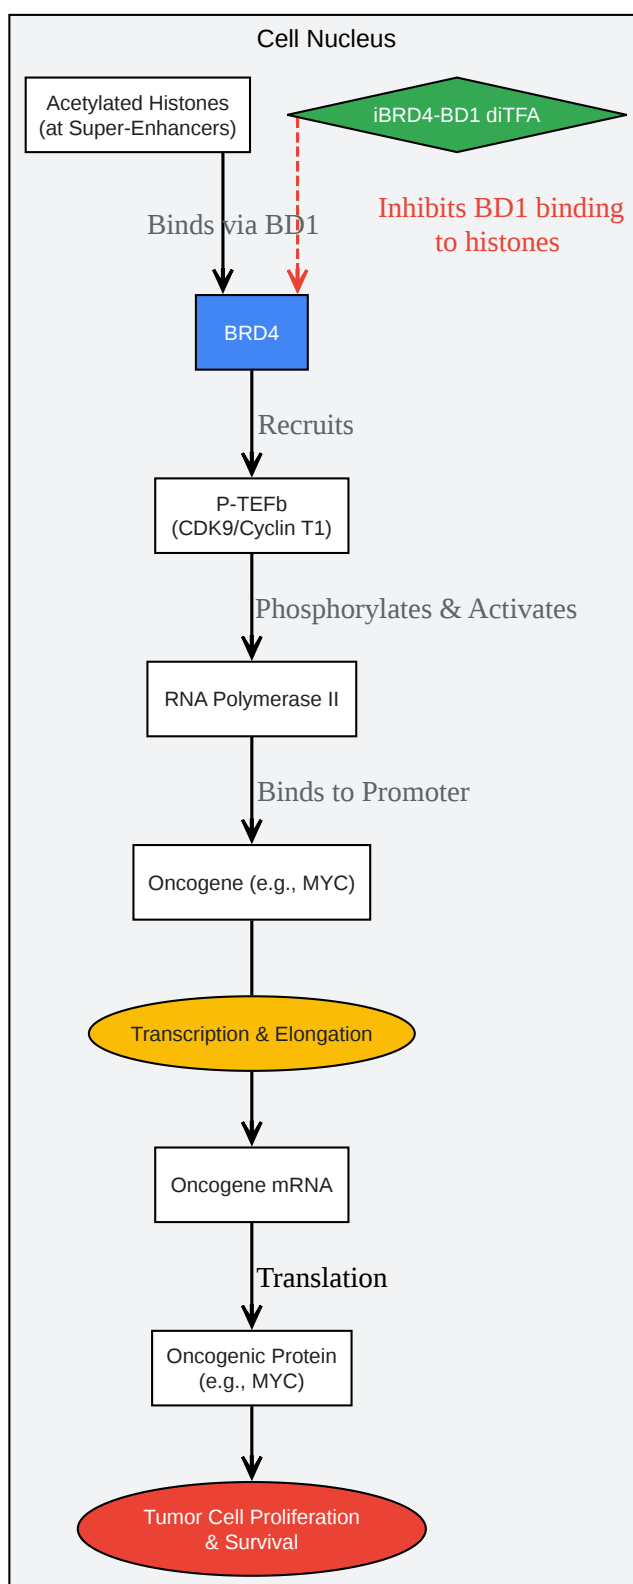 Cell Nucleus
Acetylated Histones
(at Super-Enhancers)
iBRD4-BD1 diTFA
Binds via BD1
Inhibits BD1 binding
to histones
BRD4
Recruits
P-TEFb
(CDK9/Cyclin T1)
Phosphorylates & Activates
RNA Polymerase II
Binds to Promoter
Oncogene (e.g., MYC)
Transcription & Elongation
Oncogene mRNA
Translation
Oncogenic Protein
(e.g., MYC)
Tumor Cell Proliferation
& Survival